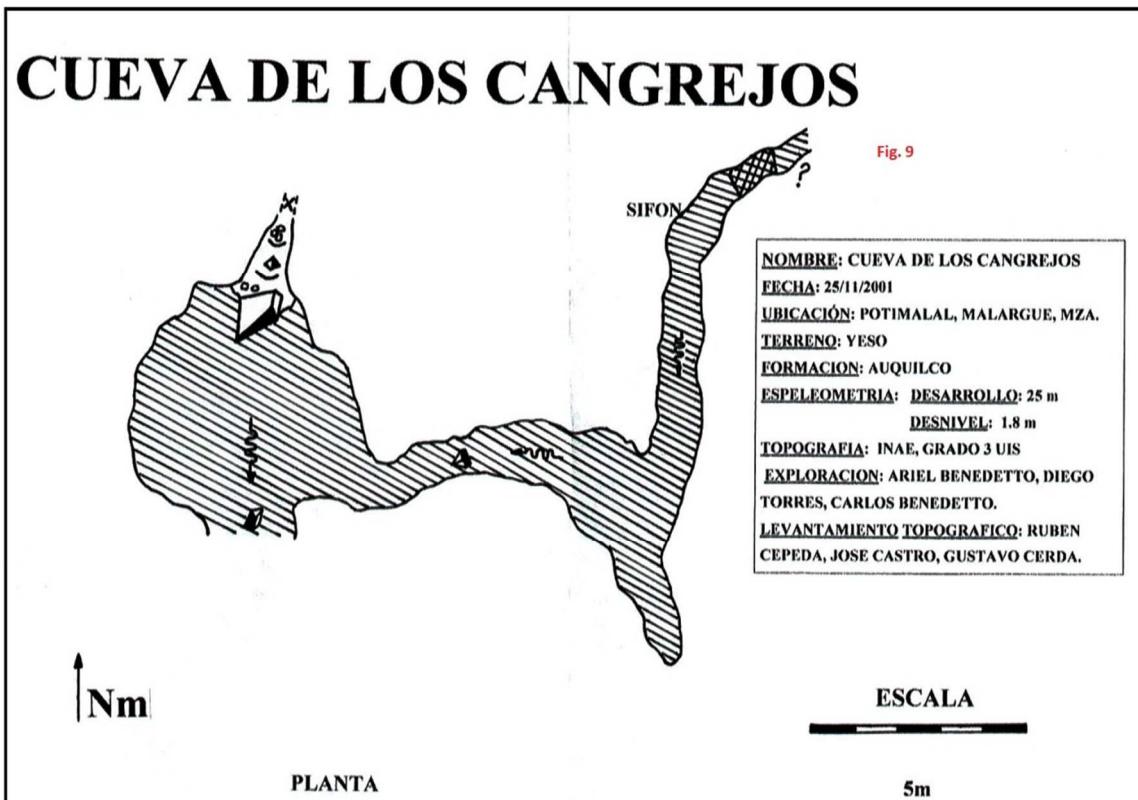 CUEVA DE LOS CANGREJOS
Fig. 9
SIFON
?
NOMBRE: CUEVA DE LOS CANGREJOS
FECHA: 25/11/2001
UBICACIÓN: POTIMALAL, MALARGUE, MZA.
TERRENO: YESO
FORMACION: AUQUILCO
ESPELEOMETRIA: DESARROLLO: 25 m
DESNIVEL: 1.8 m
TOPOGRAFIA: INAE, GRADO 3 UIS
EXPLORACION: ARIEL BENEDETTO, DIEGO
TORRES, CARLOS BENEDETTO.
LEVANTAMIENTO TOPOGRAFICO: RUBEN
CEPEDA, JOSE CASTRO, GUSTAVO CERDA.
Nm
ESCALA
PLANTA
5m